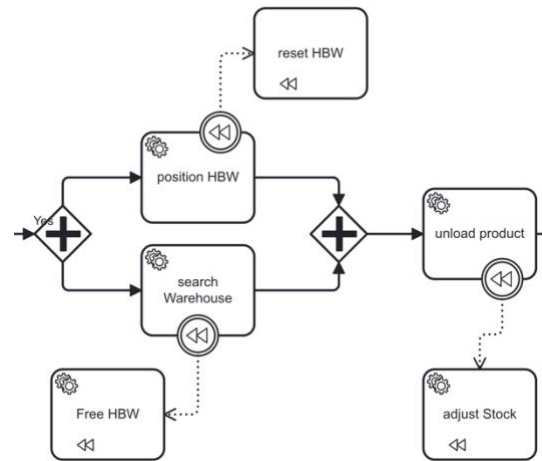 reset HBW
position HBW
Yes
unload product
search
Warehouse
Free HBW
adjust Stock